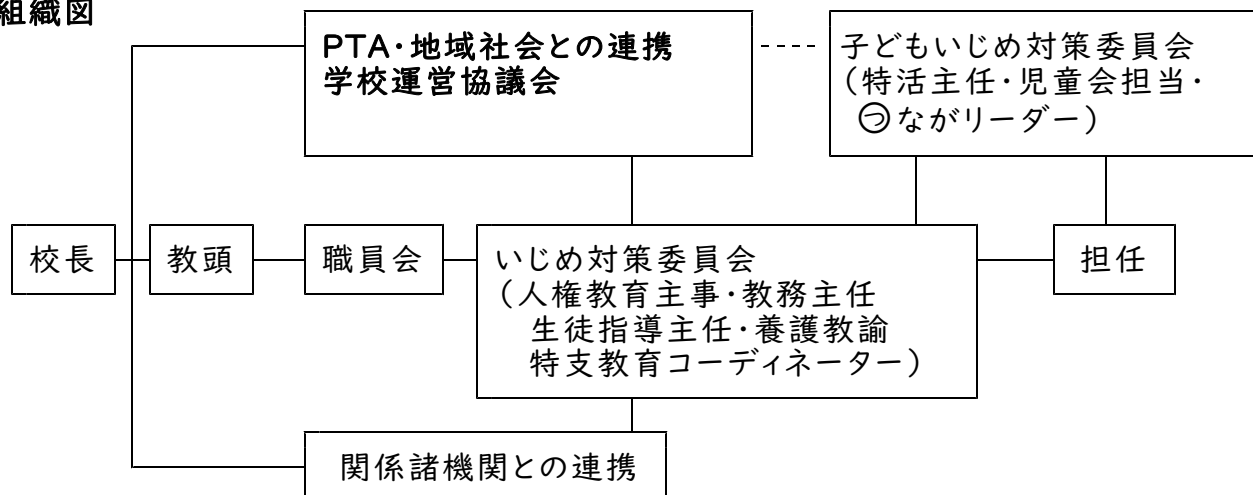 組織図
PTA・地域社会との連携
学校運営協議会
子どもいじめ対策委員会
（特活主任・児童会担当・
㋡ながリーダー）
校長
教頭
職員会
いじめ対策委員会
（人権教育主事・教務主任
生徒指導主任・養護教諭
特支教育コーディネーター）
担任
関係諸機関との連携